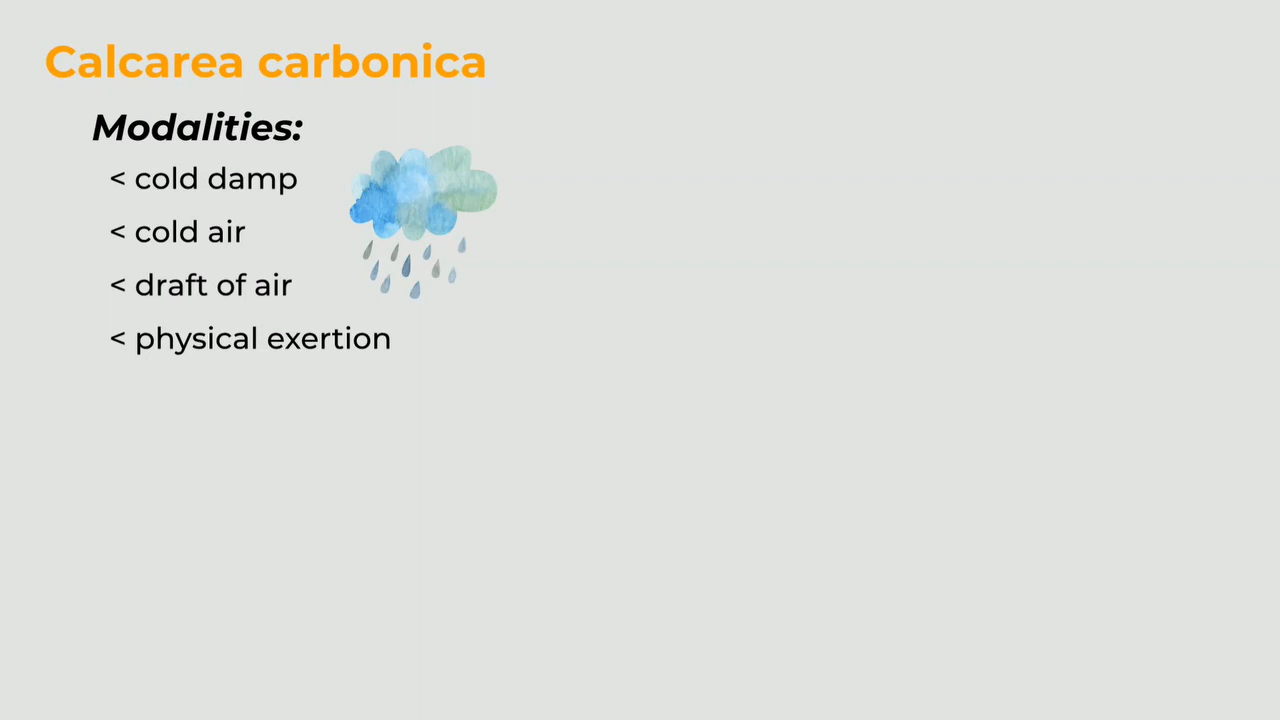 Calcarea carbonica
Modalities:
< cold damp
< cold air
< draft of air
< physical exertion